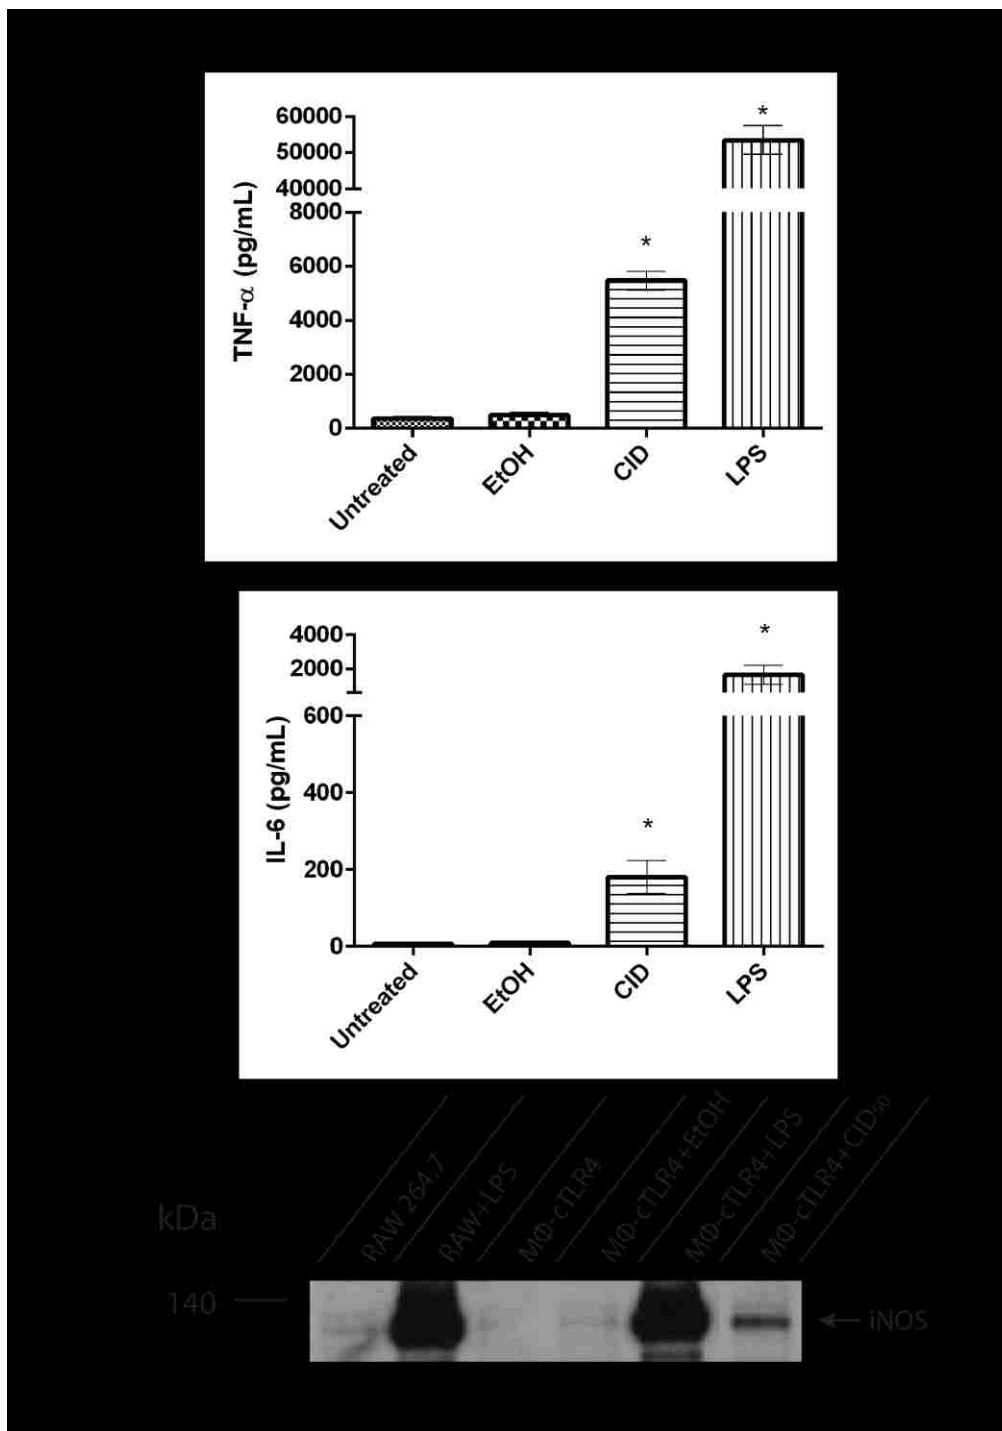 60000
50000
40000
8000
6000
4000
2000
0
TNF-α (pg/mL)
*
*
Untreated
EtOH
CID
LPS
4000
2000
600
400
200
0
IL-6 (pg/mL)
*
*
Untreated
EtOH
CID
LPS
RAW 264.7
RAW+LPS
MΦ-cTLR4
MΦ-cTLR4+EtOH
MΦ-cTLR4+LPS
MΦ-cTLR4+CID50
kDa
140
iNOS